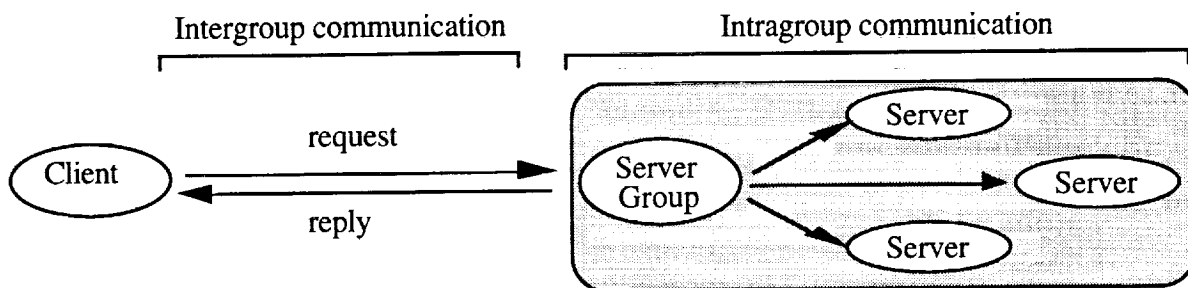 Intergroup communication
Intragroup communication
Server
request
Client
Server
Group
Server
reply
Server